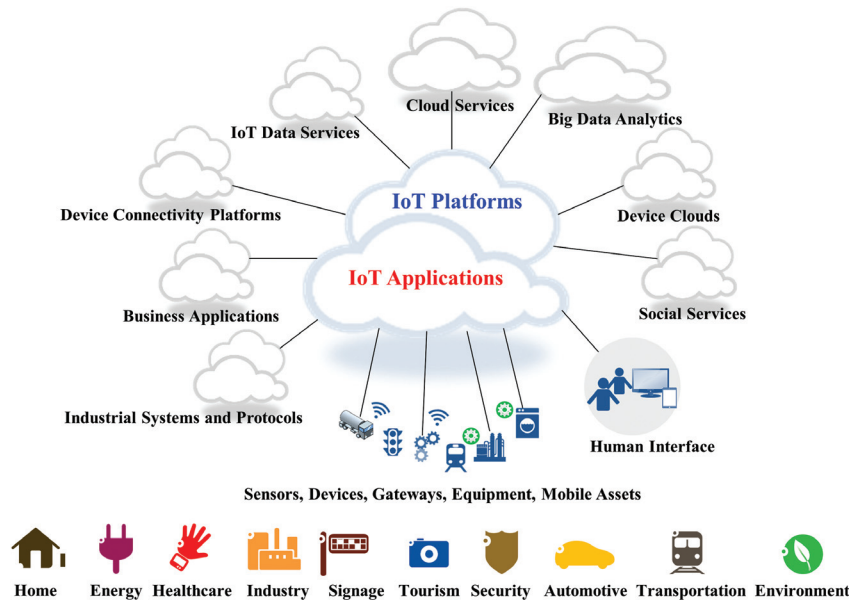 Cloud Services
IoT Data Services
Big Data Analytics
IoT Platforms
Device Connectivity Platforms
Device Clouds
IoT Applications
Business Applications
Social Services
Industrial Systems and Protocols
Human Interface
Sensors, Devices, Gateways, Equipment, Mobile Assets
Home Energy Healthcare Industry Signage Tourism Security Automotive Transportation Environment